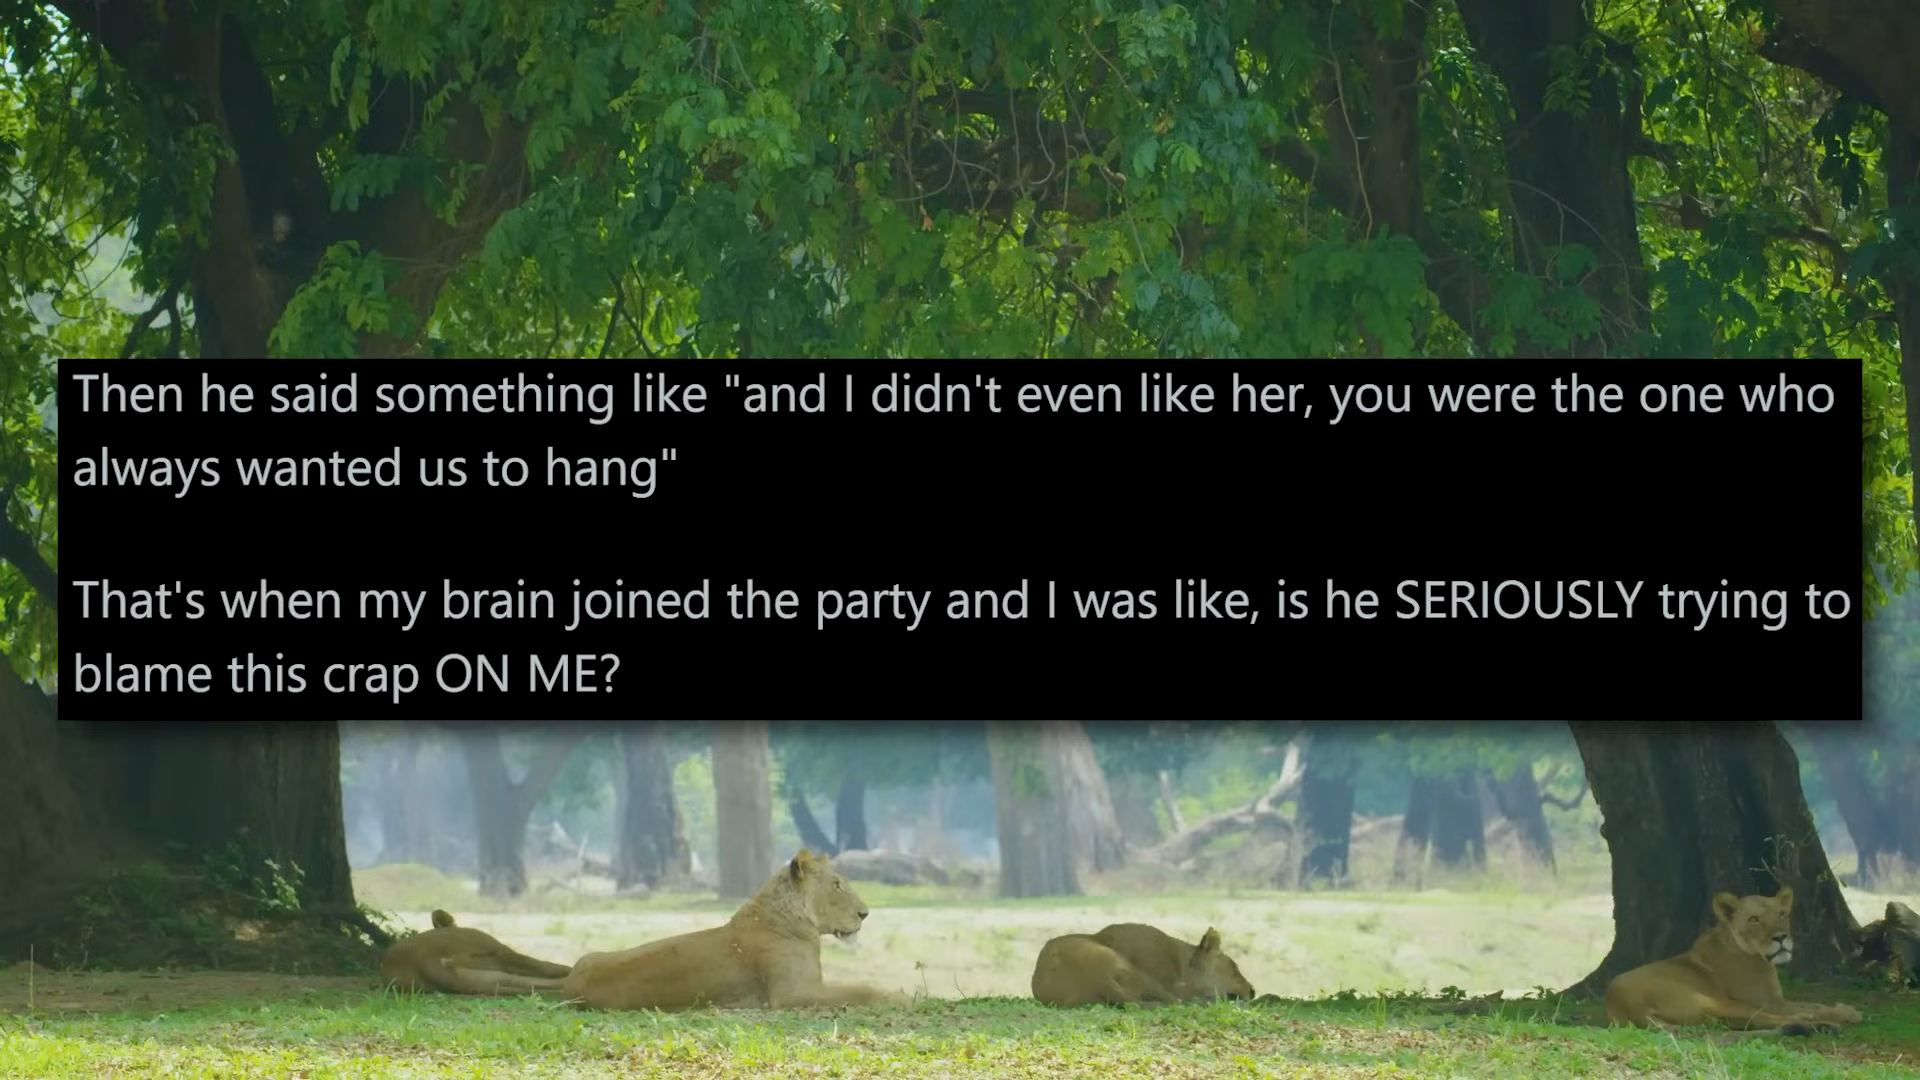 Then he said something like "and I didn't even like her, you were the one who
always wanted us to hang"
That's when my brain joined the party and I was like, is he SERIOUSLY trying to
blame this crap ON ME?